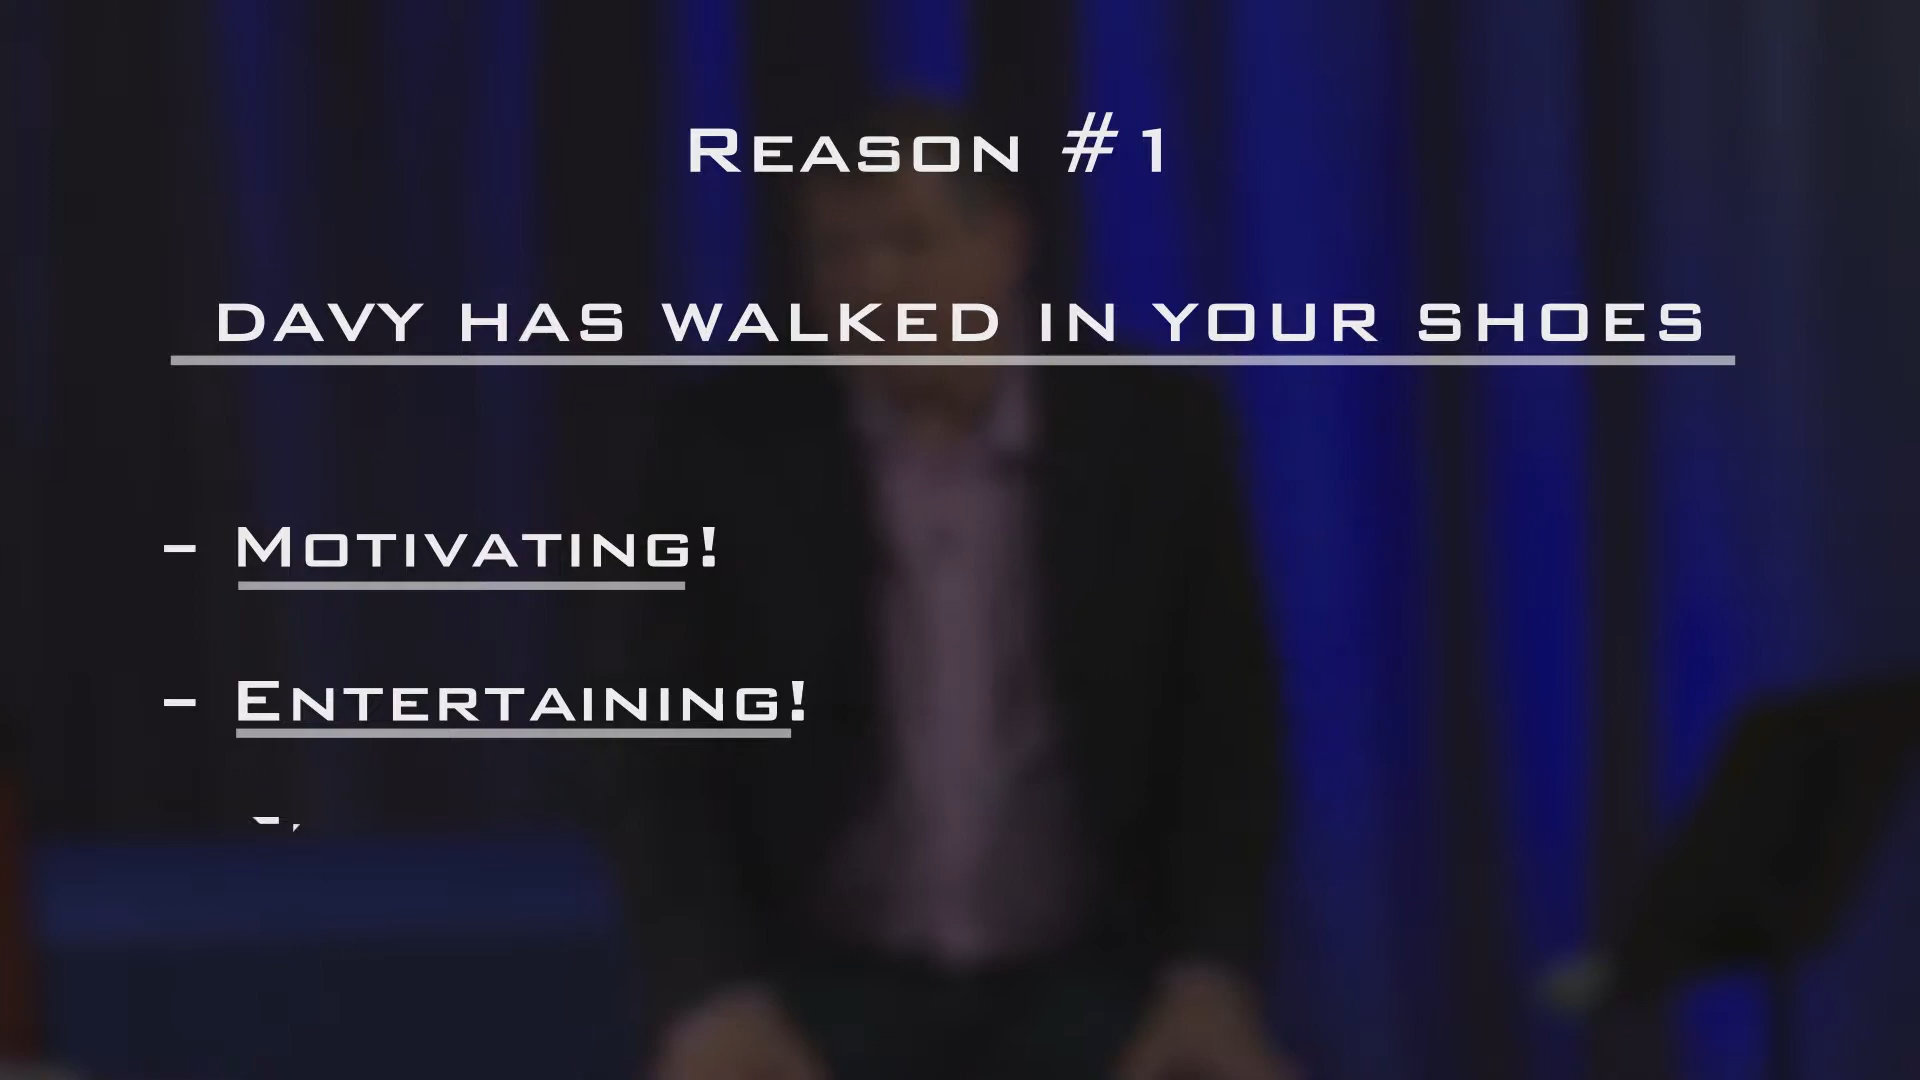 Reason #1
DAVY HAS WALKED IN YOUR SHOES
- Motivating!
- Entertaining!